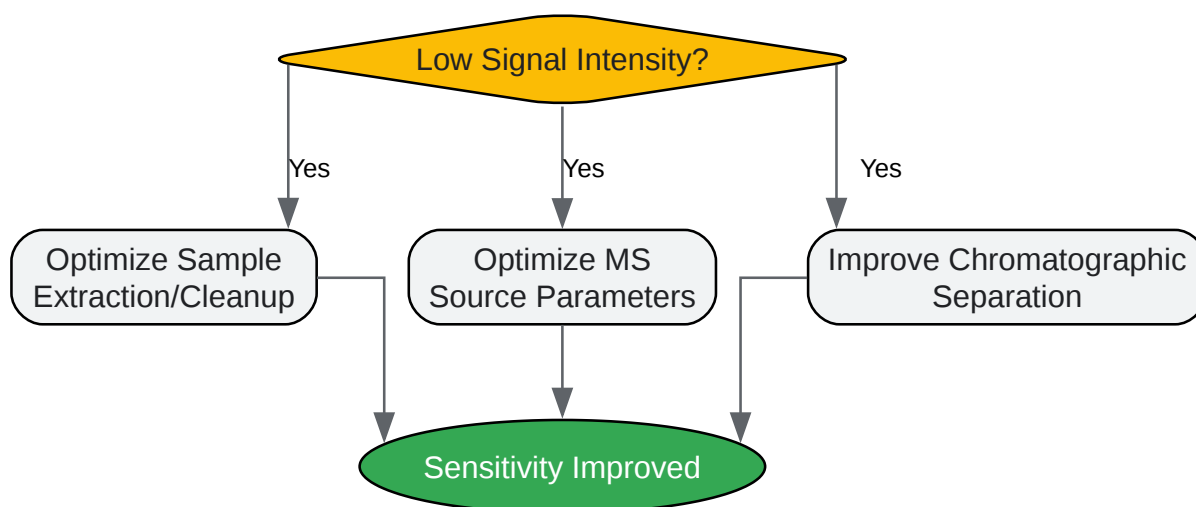 Low Signal Intensity?
Yes
Yes
Yes
Optimize Sample
Extraction/Cleanup
Optimize MS
Source Parameters
Improve Chromatographic
Separation
Sensitivity Improved